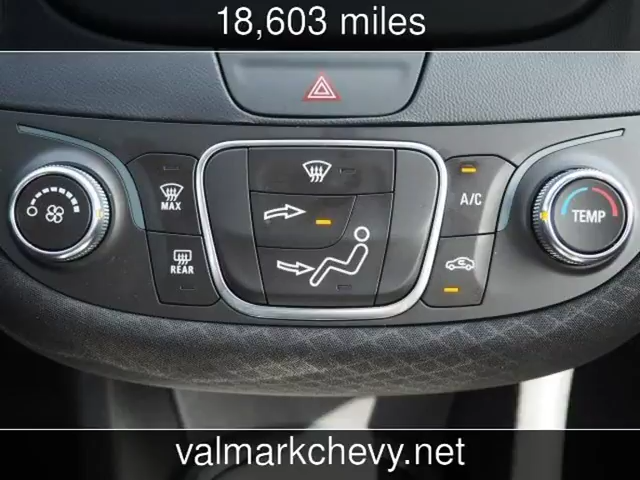 18,603 miles
MAX
A/C
TEMP
REAR
valmarkchevy.net